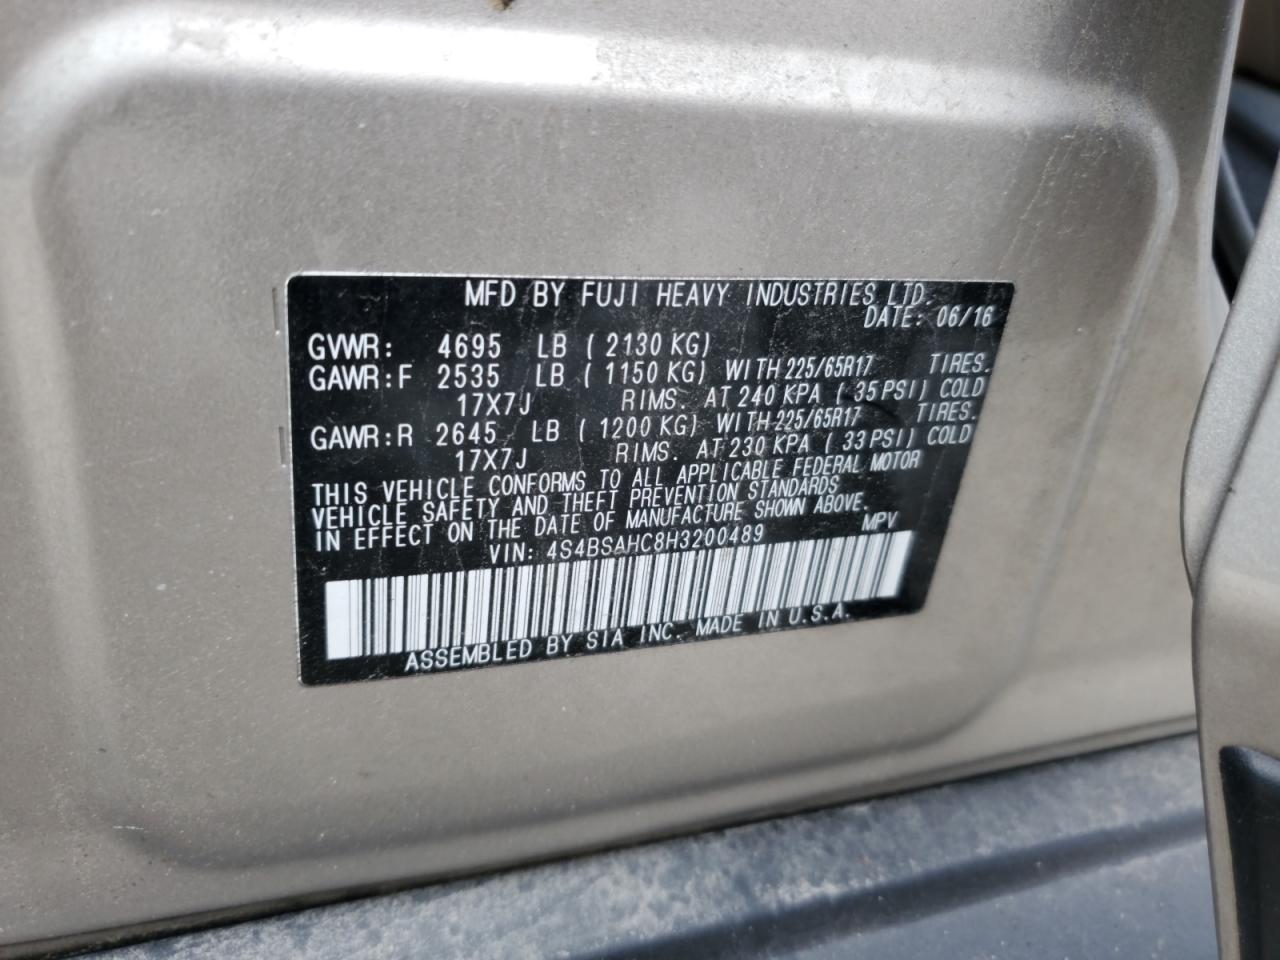 MFD BY FUJI HEAVY INDUSTRIES LTD.
DATE: 06/16
GVWR: 4695 LB ( 2130 KG)
GAWR:F 2535 LB ( 1150 KG) WITH 225/65R17 TIRES.
17X7J RIMS. AT 240 KPA ( 35 PSI) COLD
GAWR:R 2645 LB ( 1200 KG) WITH 225/65R17 TIRES.
17X7J RIMS. AT 230 KPA ( 33 PSI) COLD
THIS VEHICLE CONFORMS TO ALL APPLICABLE FEDERAL MOTOR
VEHICLE SAFETY AND THEFT PREVENTION STANDARDS
IN EFFECT ON THE DATE OF MANUFACTURE SHOWN ABOVE.
VIN: 4S4BSAHC8H3200489 MPV
ASSEMBLED BY SIA INC. MADE IN U.S.A.